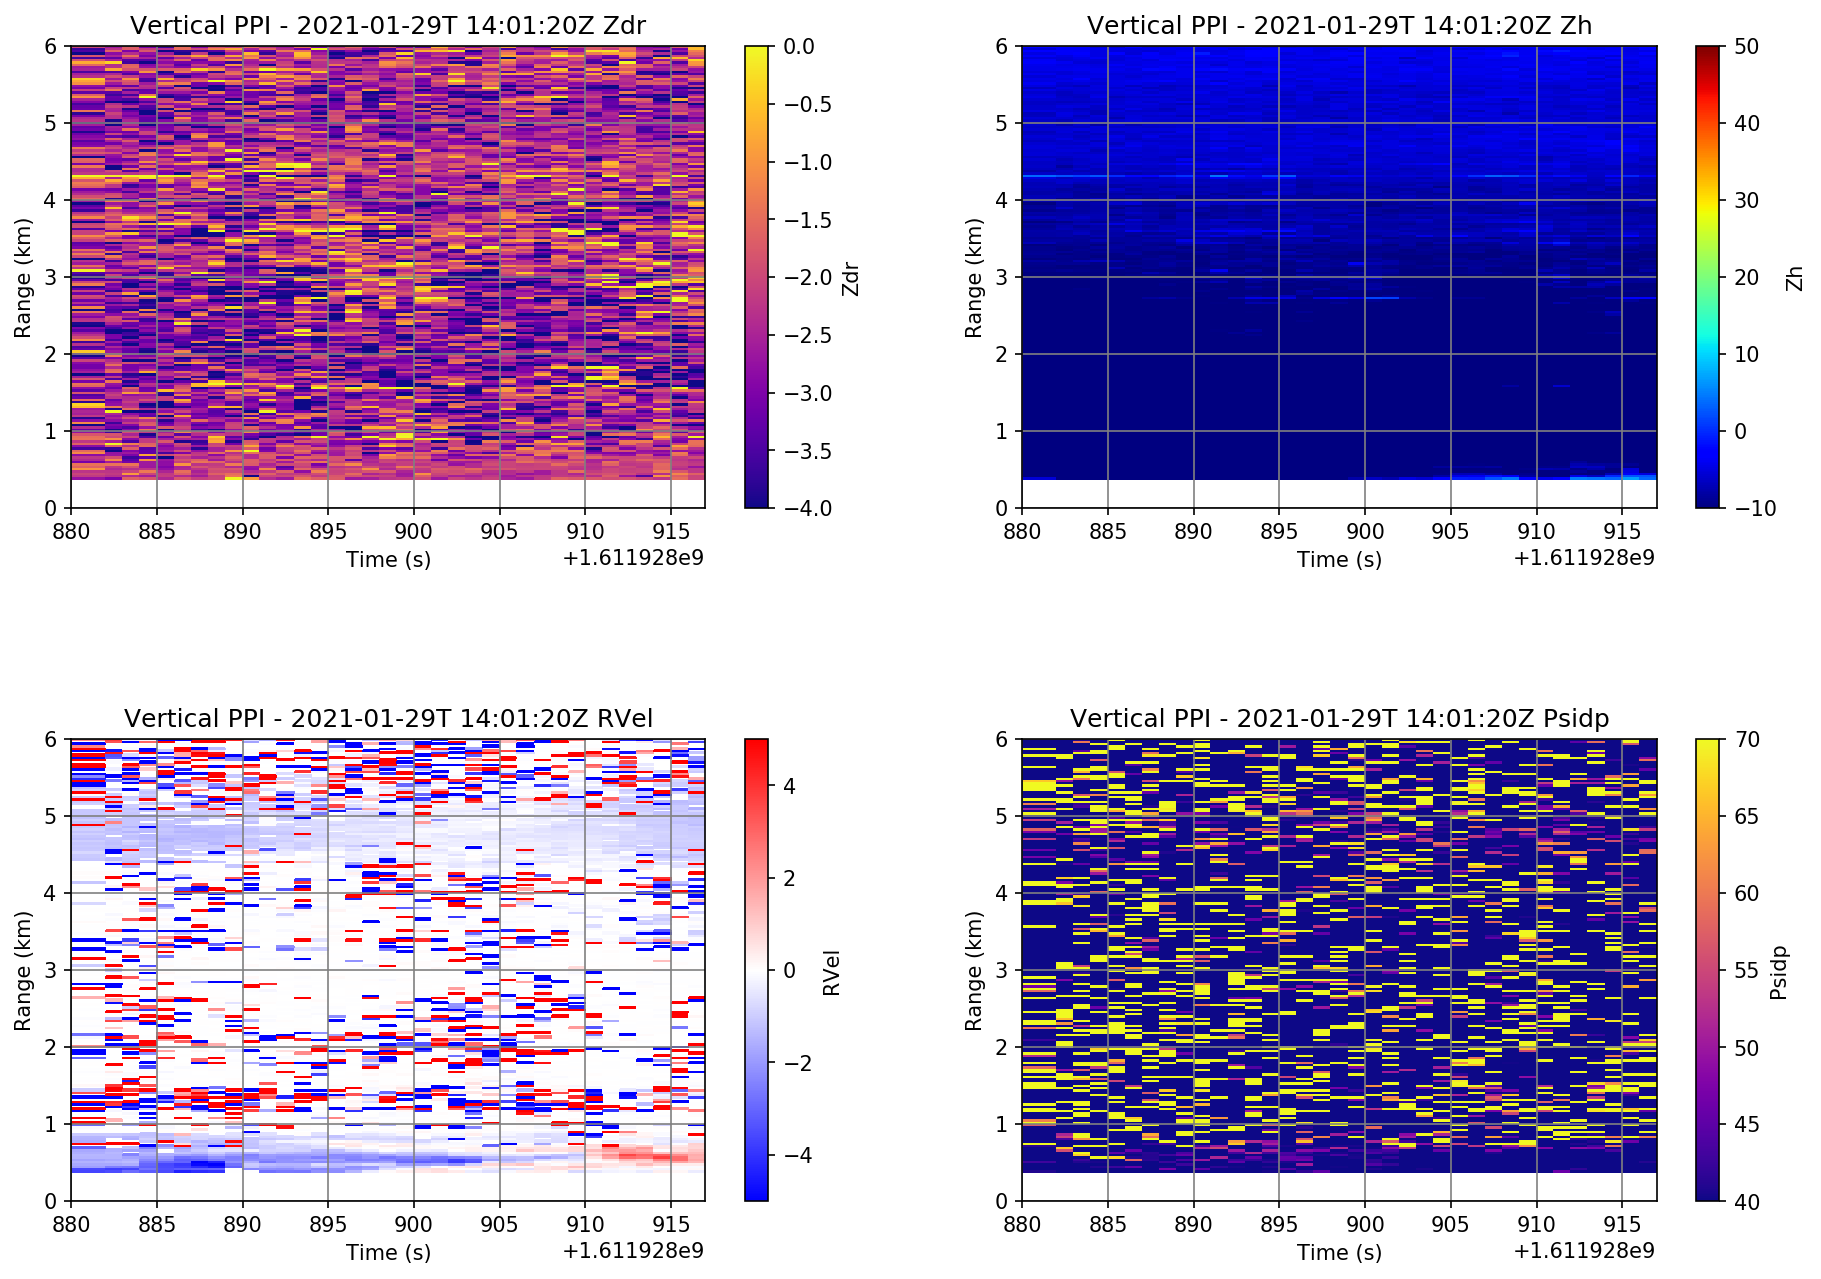 Vertical PPI - 2021-01-29T 14:01:20Z Zdr
6
5
4
3
2
1
0
Range (km)
880 885 890 895 900 905 910 915
Time (s)
+1.6119280e9
0.0
−0.5
−1.0
−1.5
−2.0
−2.5
−3.0
−3.5
−4.0
Zdr
Vertical PPI - 2021-01-29T 14:01:20Z Zh
6
5
4
3
2
1
0
Range (km)
880 885 890 895 900 905 910 915
Time (s)
+1.611928e9
50
40
30
20
10
0
−10
Zh
Vertical PPI - 2021-01-29T 14:01:20Z RVel
6
5
4
3
2
1
0
Range (km)
880 885 890 895 900 905 910 915
Time (s)
+1.611928e9
4
2
0
−2
−4
RVel
Vertical PPI - 2021-01-29T 14:01:20Z Psidp
6
5
4
3
2
1
0
Range (km)
880 885 890 895 900 905 910 915
Time (s)
+1.611928e9
70
65
60
55
50
45
40
Psidp